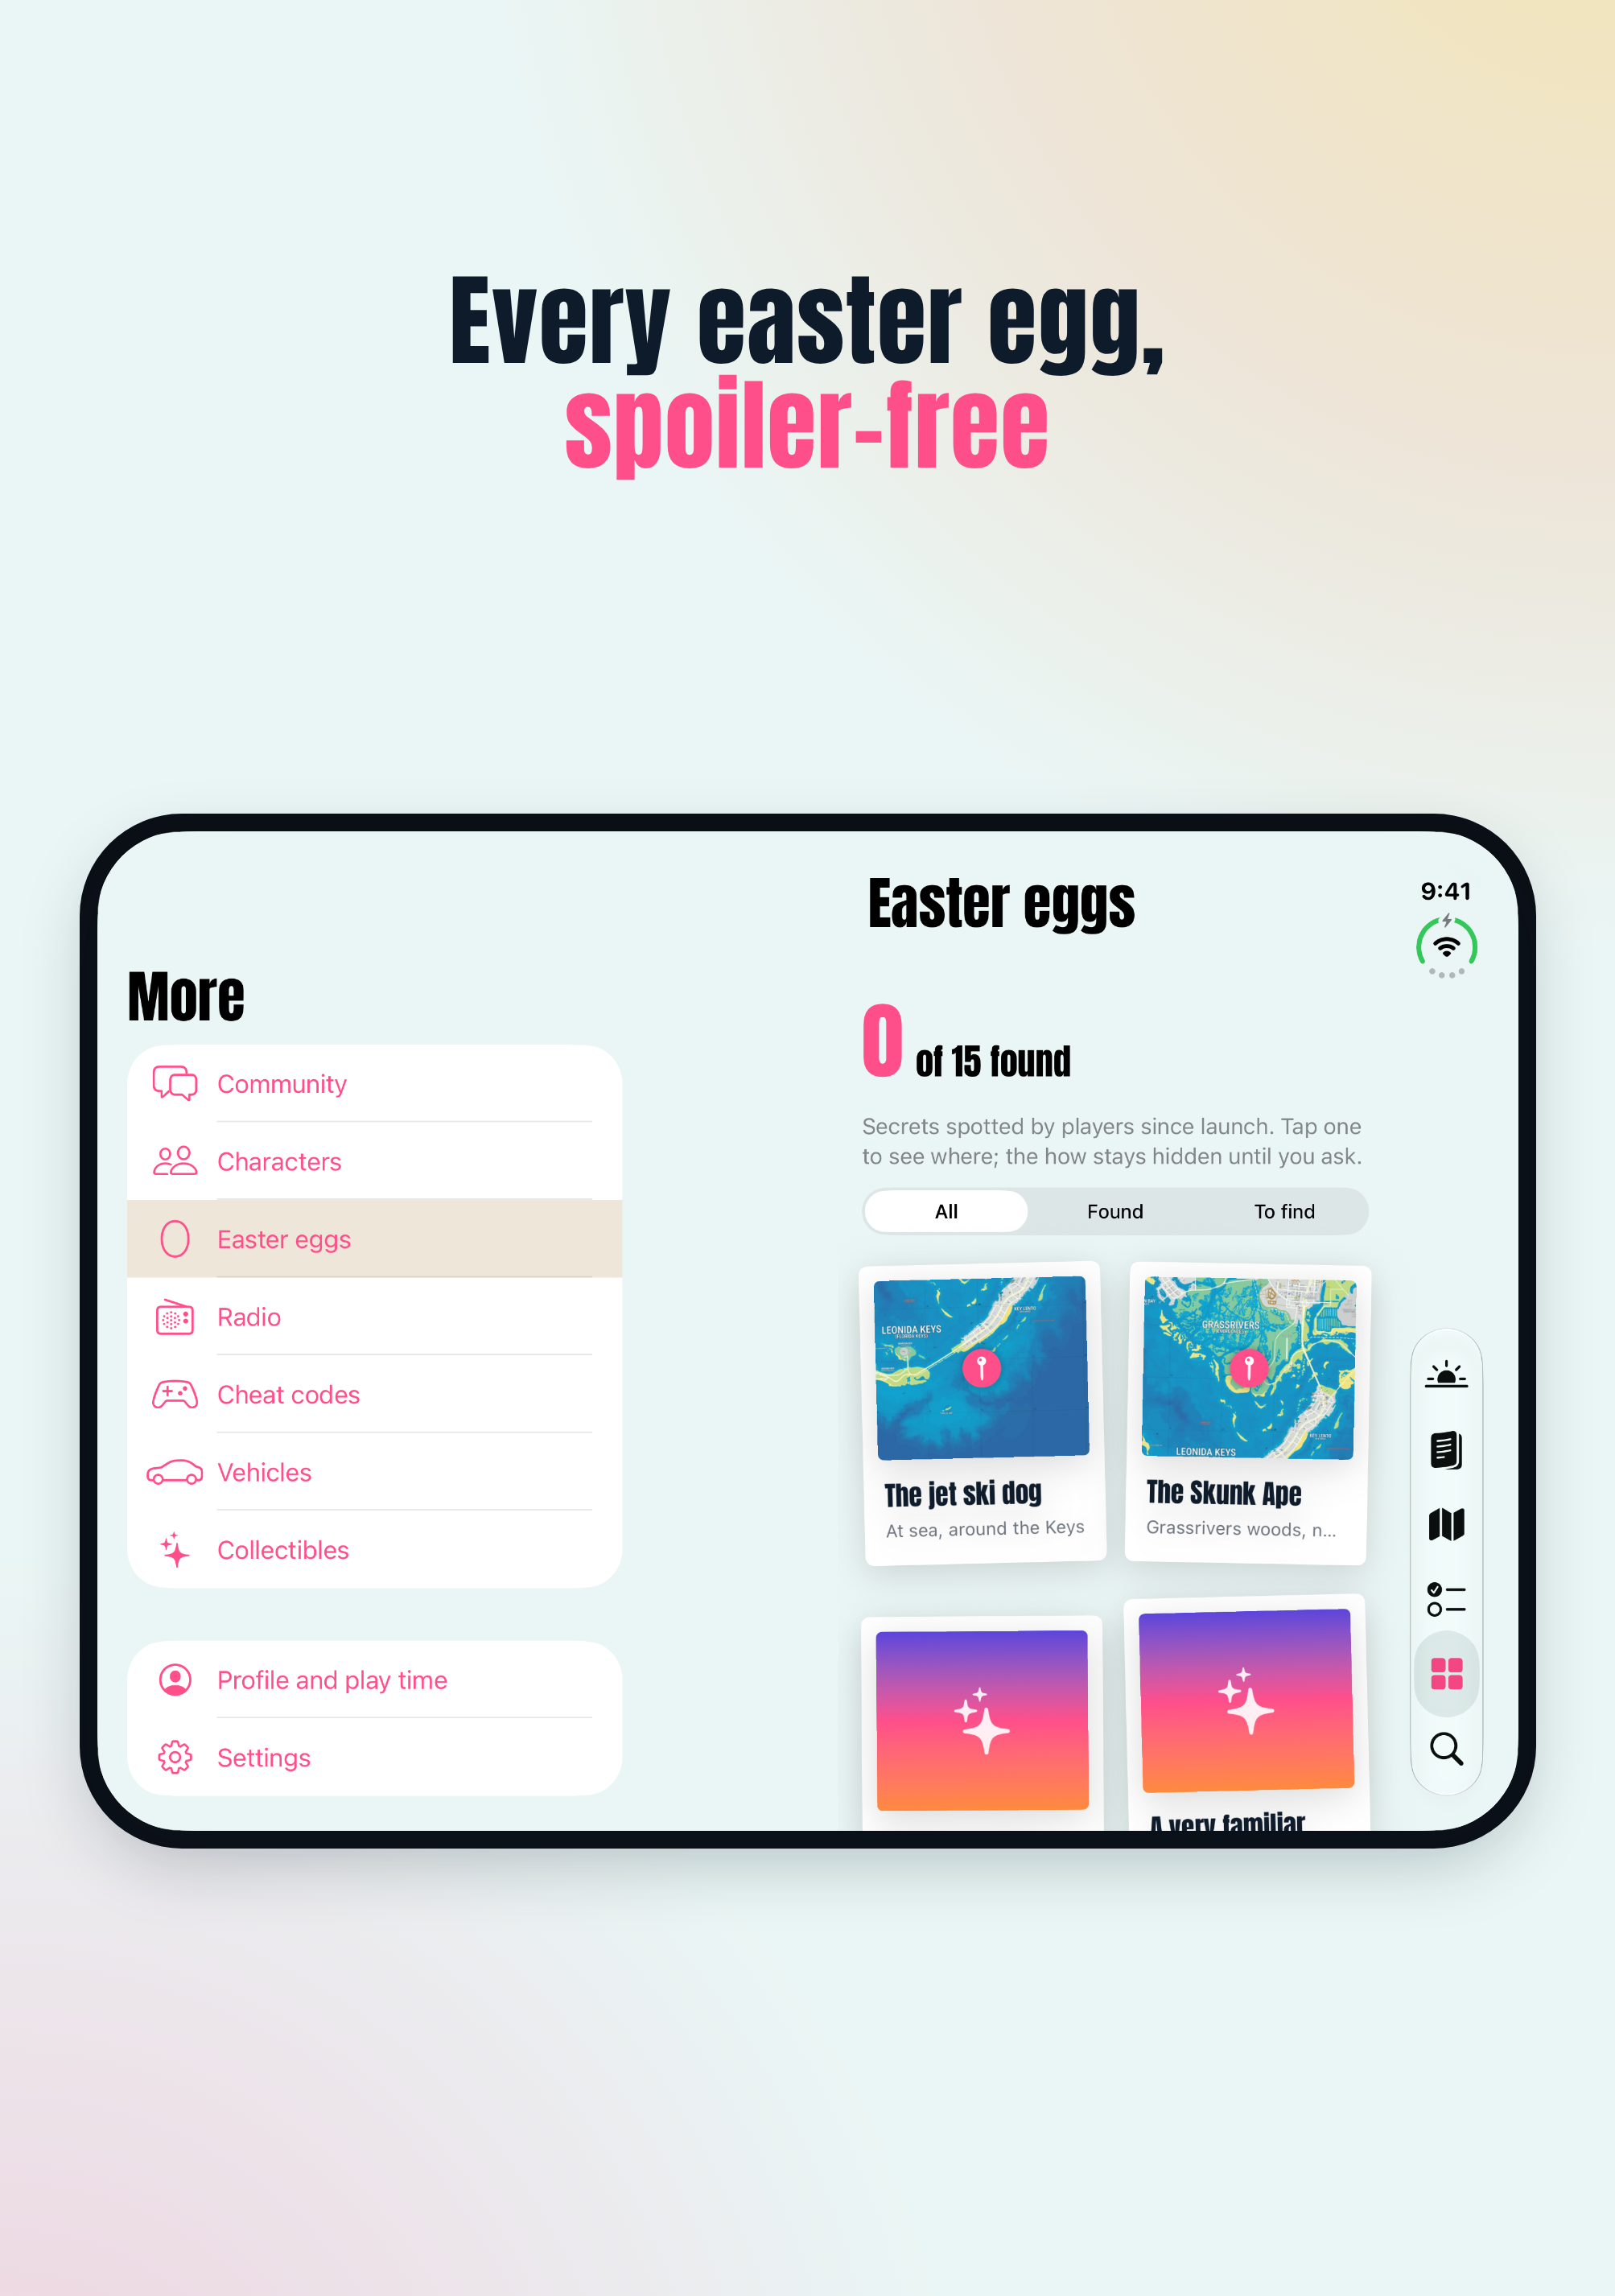 Every easter egg,
spoiler-free
More
Community
Characters
Easter eggs
Radio
Cheat codes
Vehicles
Collectibles
Profile and play time
Settings
Easter eggs
9:41
0 of 15 found
Secrets spotted by players since launch. Tap one
to see where; the how stays hidden until you ask.
All
Found
To find
LEONIDA KEYS
The jet ski dog
At sea, around the Keys
GRASSRIVERS
LEONIDA KEYS
The Skunk Ape
Grassrivers woods, n...
A very familiar